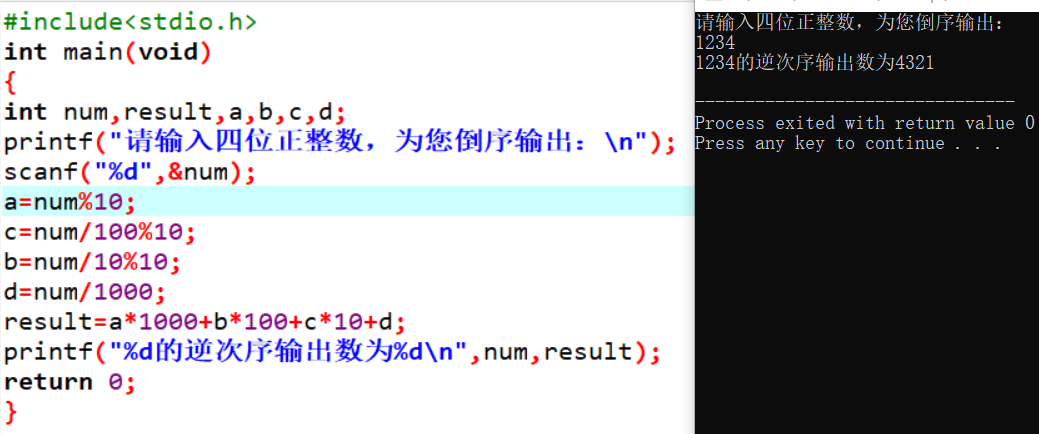 #include<stdio.h>
int main(void)
{
int num,result,a,b,c,d;
printf("请输入四位正整数，为您倒序输出：\n");
scanf("%d",&num);
a=num%10;
c=num/100%10;
b=num/10%10;
d=num/1000;
result=a*1000+b*100+c*10+d;
printf("%d的逆次序输出数为%d\n",num,result);
return 0;
}
请输入四位正整数，为您倒序输出：
1234
1234的逆次序输出数为4321
--------------------------------
Process exited with return value 0
Press any key to continue . . .